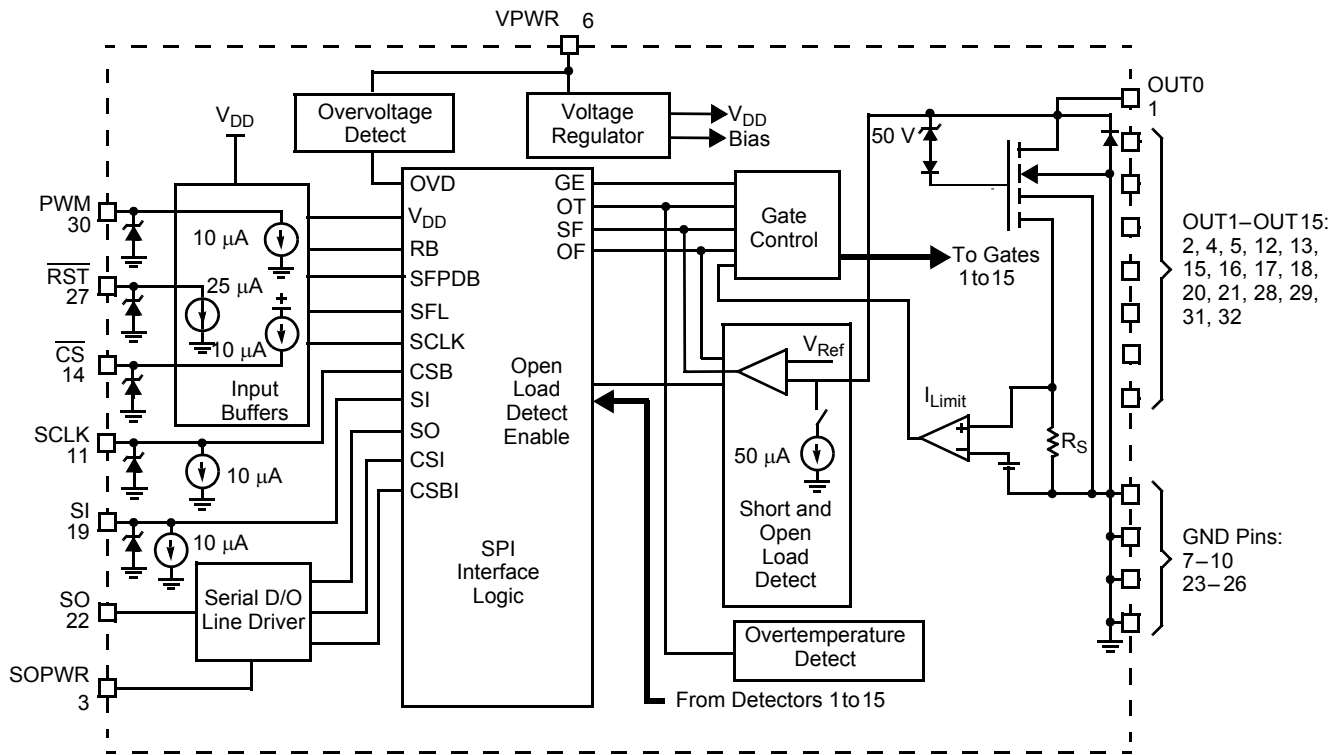 VPWR 6
Overvoltage
Detect
Voltage
Regulator
VDD
Bias
VDD
OUT0
1
50 V
PWM
30
10 μA
RST
27
25 μA
CS
14
10 μA
Input
Buffers
SCLK
11
10 μA
SI
19
10 μA
SO
22
SOPWR
3
Serial D/O
Line Driver
OVD
VDD
RB
SFPDB
SFL
SCLK
CSB
SI
SO
CSI
CSBI
GE
OT
SF
OF
Open
Load
Detect
Enable
SPI
Interface
Logic
Gate
Control
To Gates
1 to 15
VRef
50 μA
Short and
Open
Load
Detect
ILimit
+
–
RS
Overtemperature
Detect
From Detectors 1 to 15
OUT1–OUT15:
2, 4, 5, 12, 13,
15, 16, 17, 18,
20, 21, 28, 29,
31, 32
GND Pins:
7–10
23–26